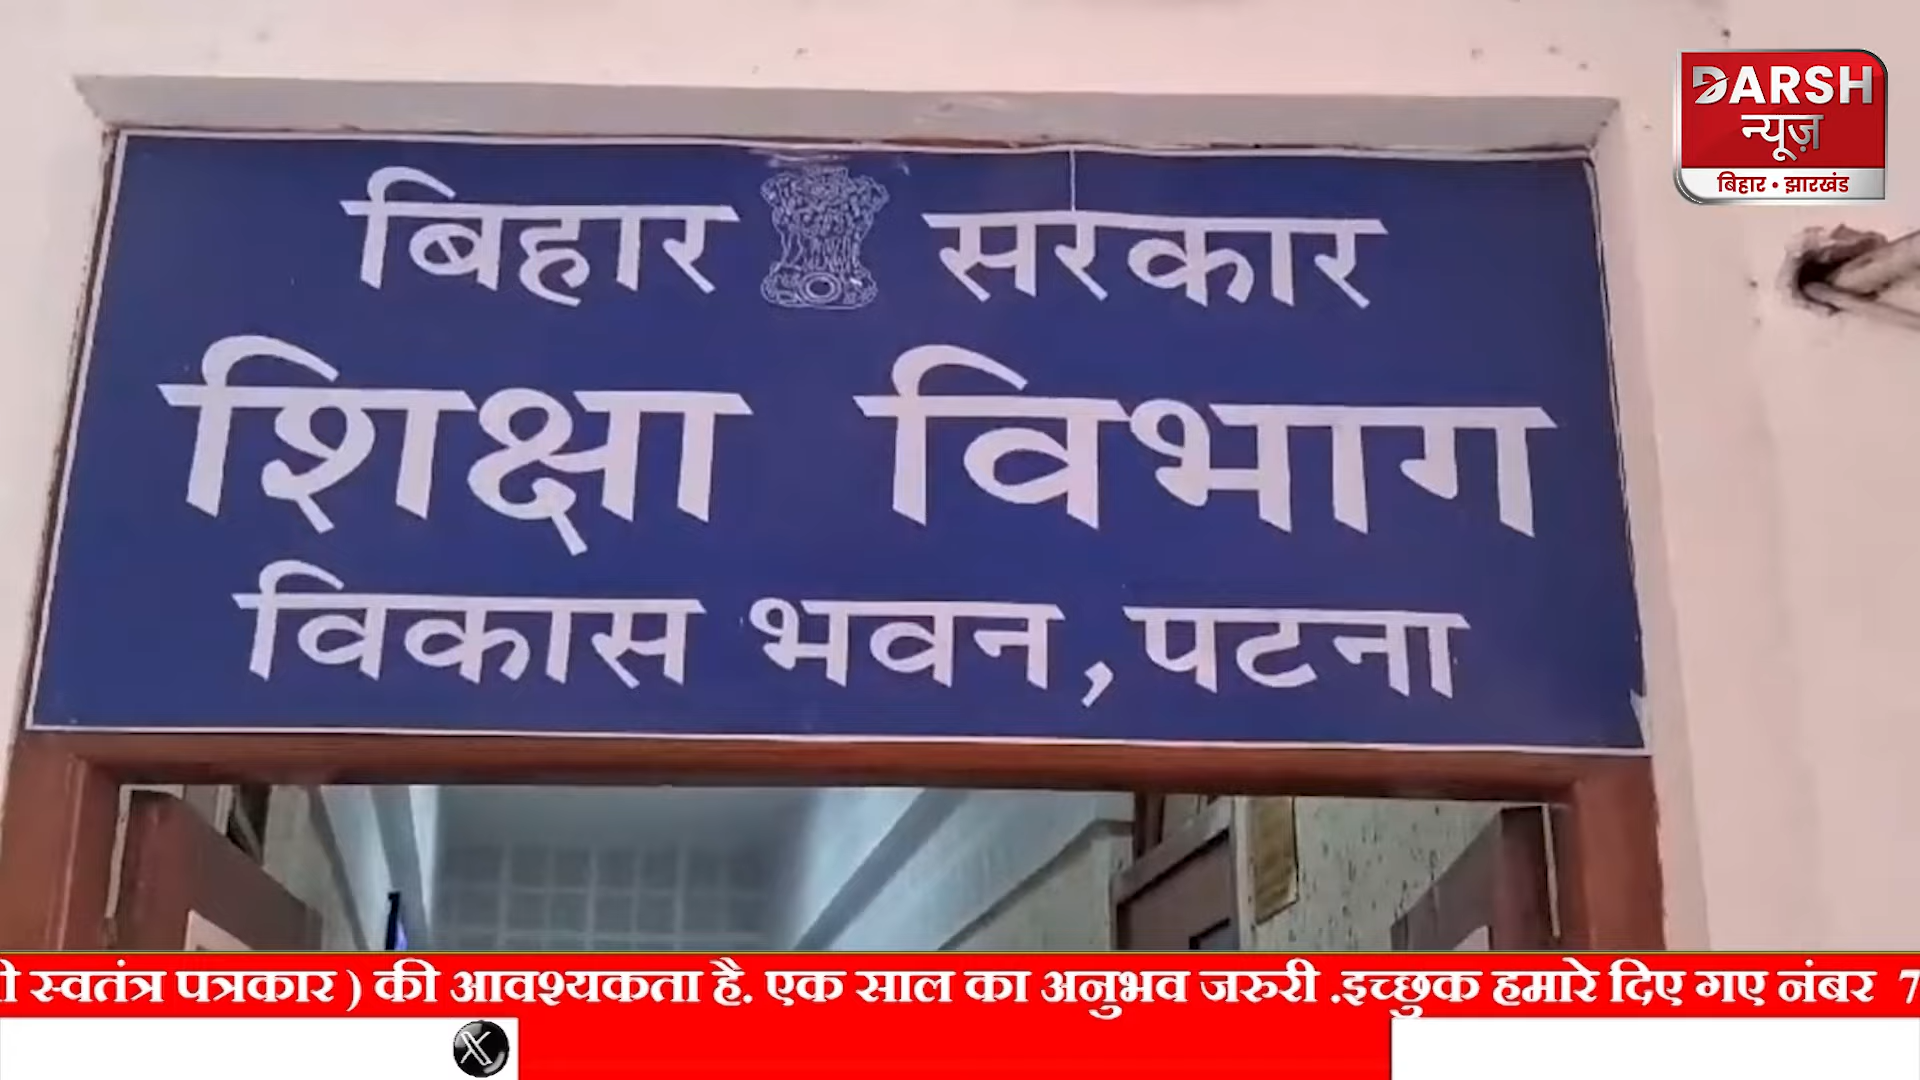 DARSH
न्यूज़
बिहार • झारखंड
बिहार सरकार
शिक्षा विभाग
विकास भवन, पटना
स्वतंत्र पत्रकार ) की आवश्यकता है. एक साल का अनुभव जरुरी .इच्छुक हमारे दिए गए नंबर 7